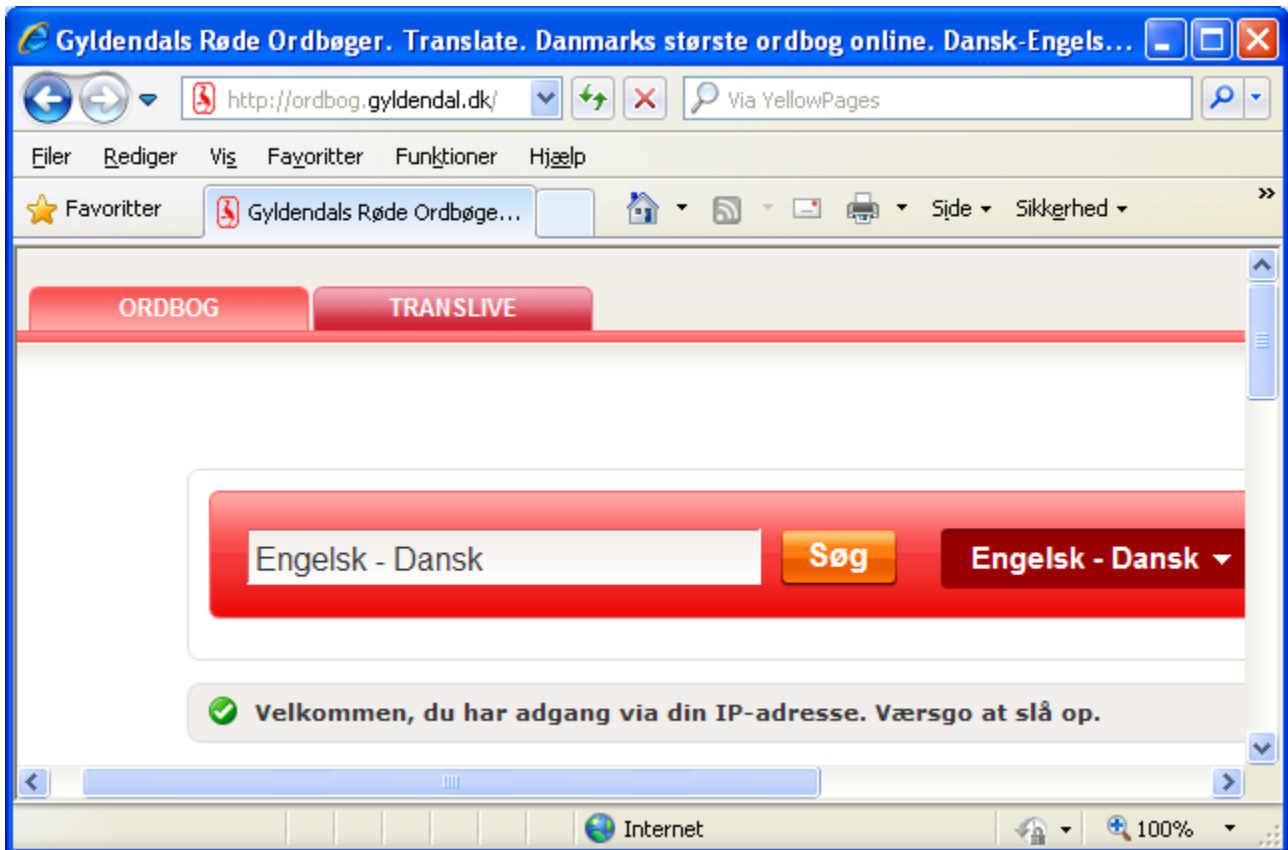 Gyldendals Røde Ordbøger. Translate. Danmarks største ordbog online. Dansk-Engels...
http://ordbog.gyldendal.dk/
Via YellowPages
Filer Rediger Vis Favoritter Funktioner Hjælp
Favoritter
Gyldendals Røde Ordbøge...
Side
Sikkerhed
ORDBOG
TRANSLIVE
Engelsk - Dansk
Søg
Engelsk - Dansk
Velkommen, du har adgang via din IP-adresse. Værsgo at slå op.
Internet
100%